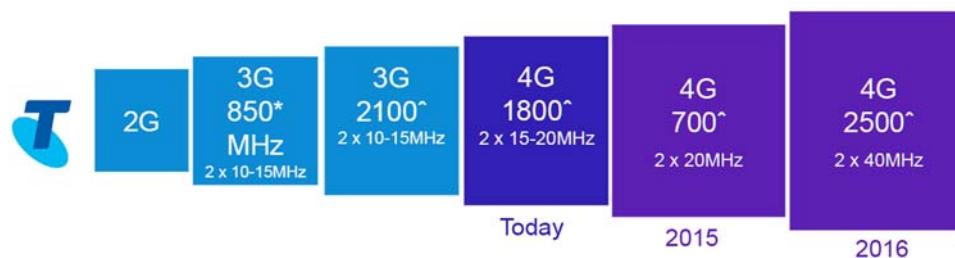 T
2G
3G
850*
MHz
2 x 10-15MHz
3G
2100^
2 x 10-15MHz
4G
1800^
2 x 15-20MHz
4G
700^
2 x 20MHz
4G
2500^
2 x 40MHz
Today
2015
2016